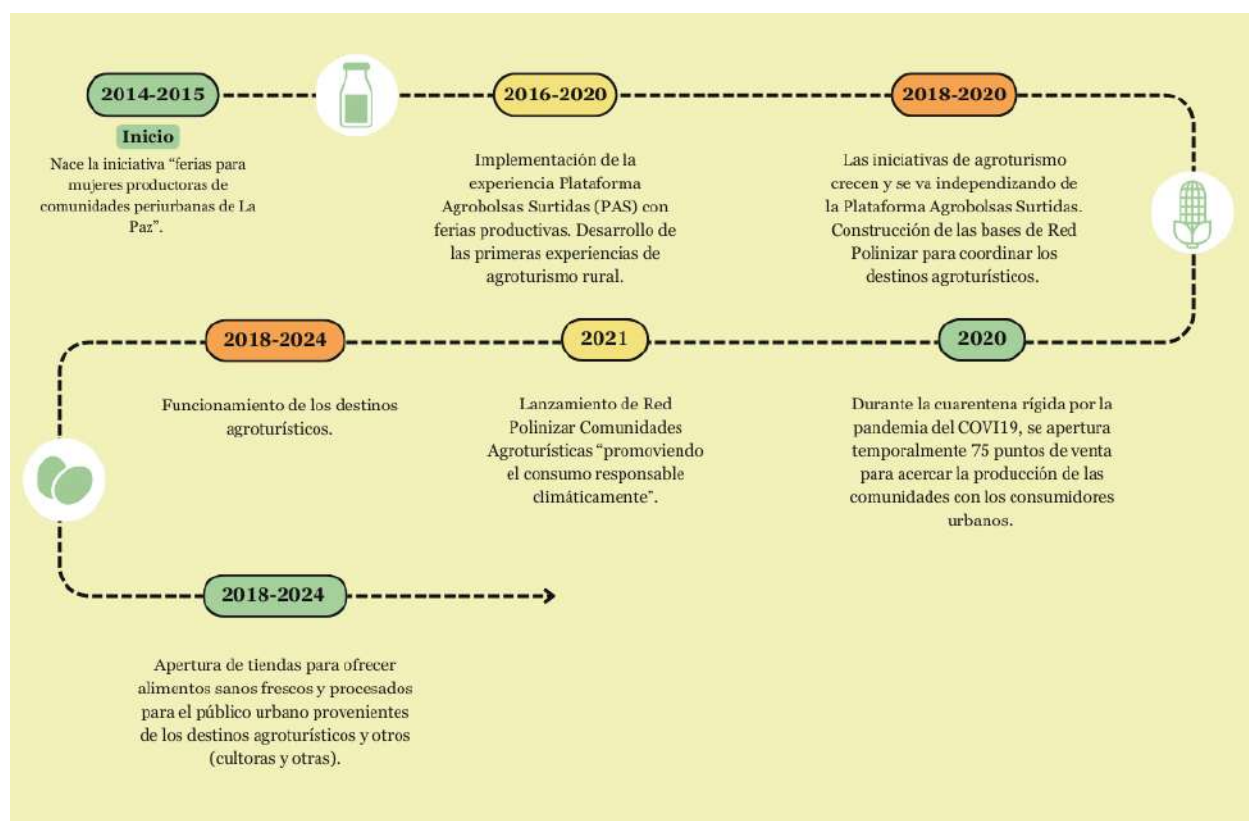 2014-2015
Inicio
Nace la iniciativa “ferias para
mujeres productoras de
comunidades periurbanas de La
Paz”.
2016-2020
Implementación de la
experiencia Plataforma
Agrobolsas Surtidas (PAS) con
ferias productivas. Desarrollo de
las primeras experiencias de
agroturismo rural.
2018-2020
Las iniciativas de agroturismo
crecen y se va independizando de
la Plataforma Agrobolsas Surtidas.
Construcción de las bases de Red
Polinizar para coordinar los
destinos agroturísticos.
2020
Durante la cuarentena rígida por la
pandemia del COVI19, se apertura
temporalmente 75 puntos de venta
para acercar la producción de las
comunidades con los consumidores
urbanos.
2021
Lanzamiento de Red
Polinizar Comunidades
Agroturísticas “promoviendo
el consumo responsable
climáticamente”.
2018-2024
Funcionamiento de los destinos
agroturísticos.
2018-2024
Apertura de tiendas para ofrecer
alimentos sanos frescos y procesados
para el público urbano provenientes
de los destinos agroturísticos y otros
(cultoras y otras).